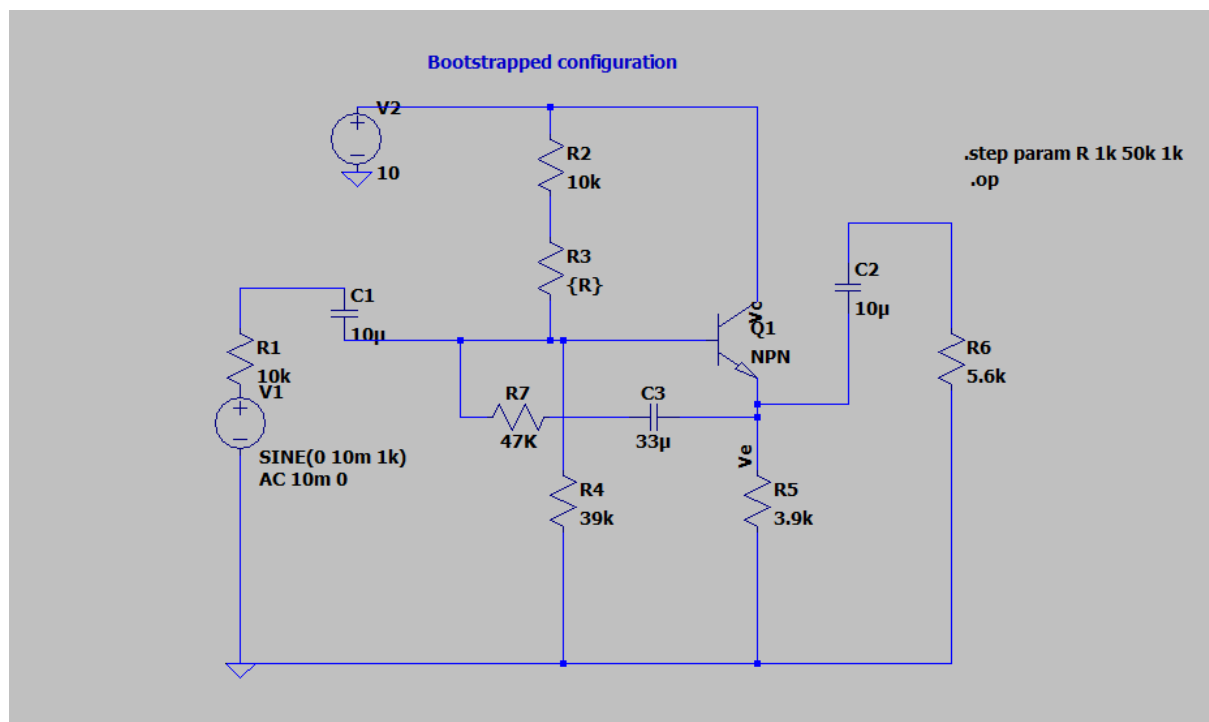 Bootstrapped configuration
V2
10
R2
10k
.step param R 1k 50k 1k
.op
R3
{R}
C2
10µ
C1
10µ
Vc
Q1
NPN
R1
10k
R6
5.6k
V1
R7
47K
C3
33µ
SINE(0 10m 1k)
AC 10m 0
Ve
R4
39k
R5
3.9k